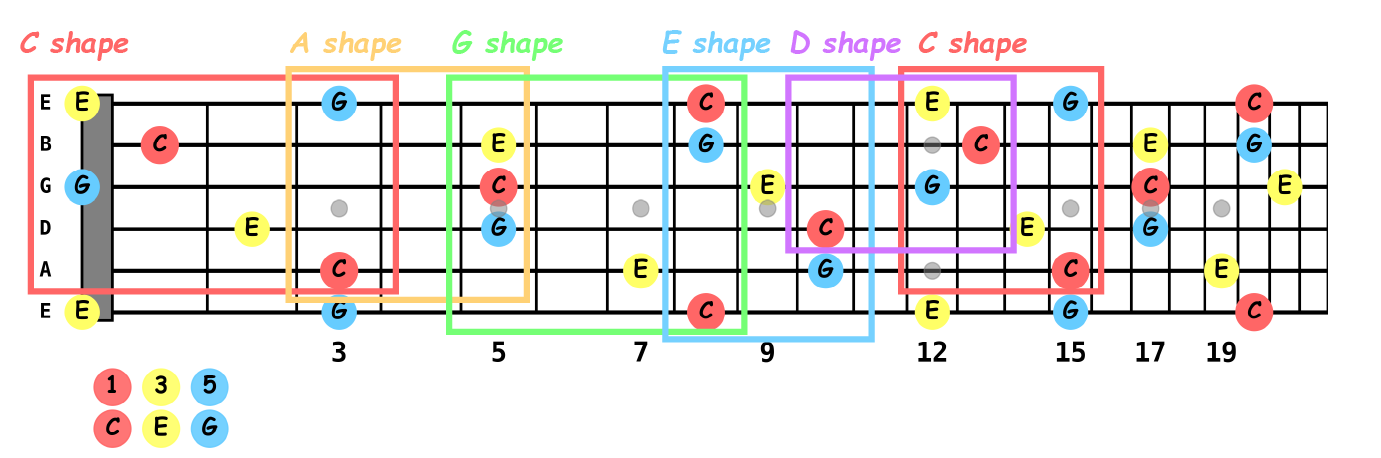 C shape A shape G shape E shape D shape C shape
E E G C E G C
B C E G C E G
G G C E G C E
D E G C E G
A C E G C E
E E G C E G C
3 5 7 9 12 15 17 19
1 3 5
C E G